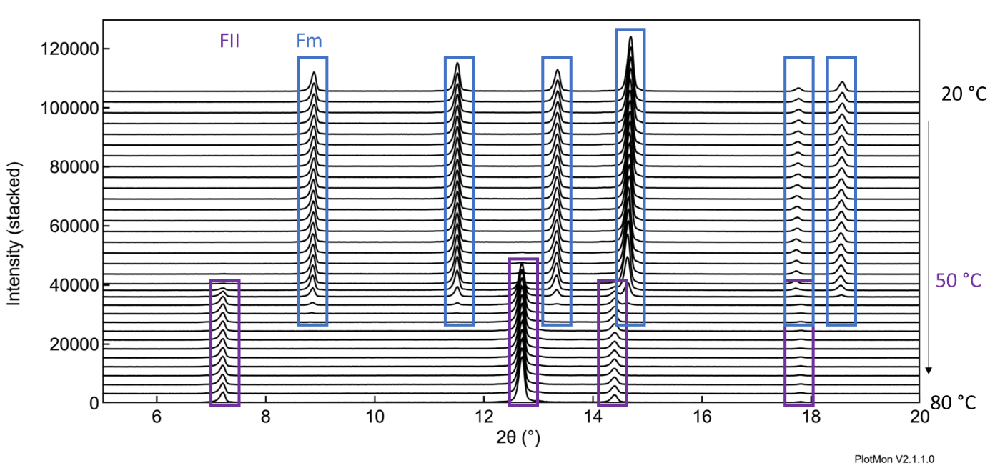 FII Fm
120000
20 °C
100000
80000
60000
Intensity (stacked)
40000
50 °C
20000
0
80 °C
6 8 10 12 14 16 18 20
2θ (°)
PlotMon V2.1.1.0